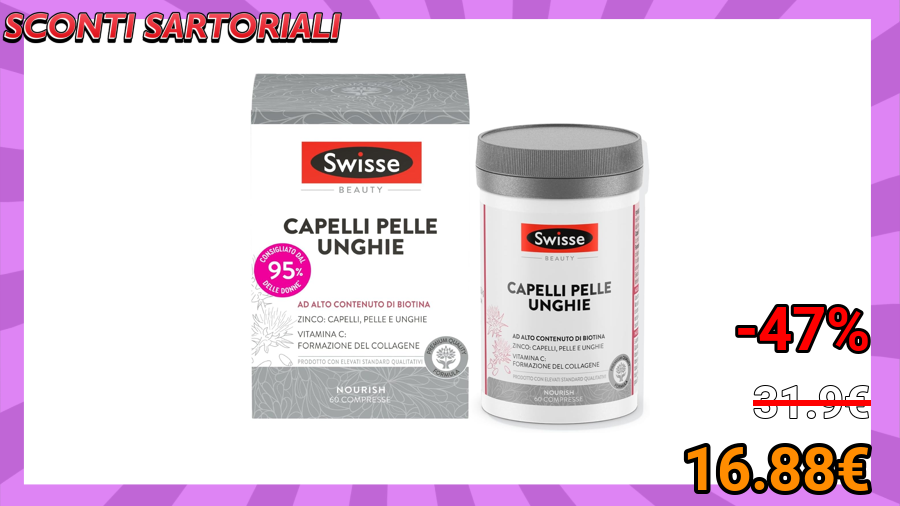 SCONTI SARTORIALI
Swisse
BEAUTY
CAPELLI PELLE
UNGHIE
CONSIGLIATO DAL
95%
DELLE DONNE*
AD ALTO CONTENUTO DI BIOTINA
ZINCO: CAPELLI, PELLE E UNGHIE
VITAMINA C:
FORMAZIONE DEL COLLAGENE
PRODOTTO CON ELEVATI STANDARD QUALITATIVI
PREMIUM QUALITY
FORMULA
NOURISH
60 COMPRESSE
Swisse
BEAUTY
CAPELLI PELLE
UNGHIE
AD ALTO CONTENUTO DI BIOTINA
ZINCO: CAPELLI, PELLE E UNGHIE
VITAMINA C:
FORMAZIONE DEL COLLAGENE
PRODOTTO CON ELEVATI STANDARD QUALITATIVI
NOURISH
60 COMPRESSE
-47%
31.9€
16.88€